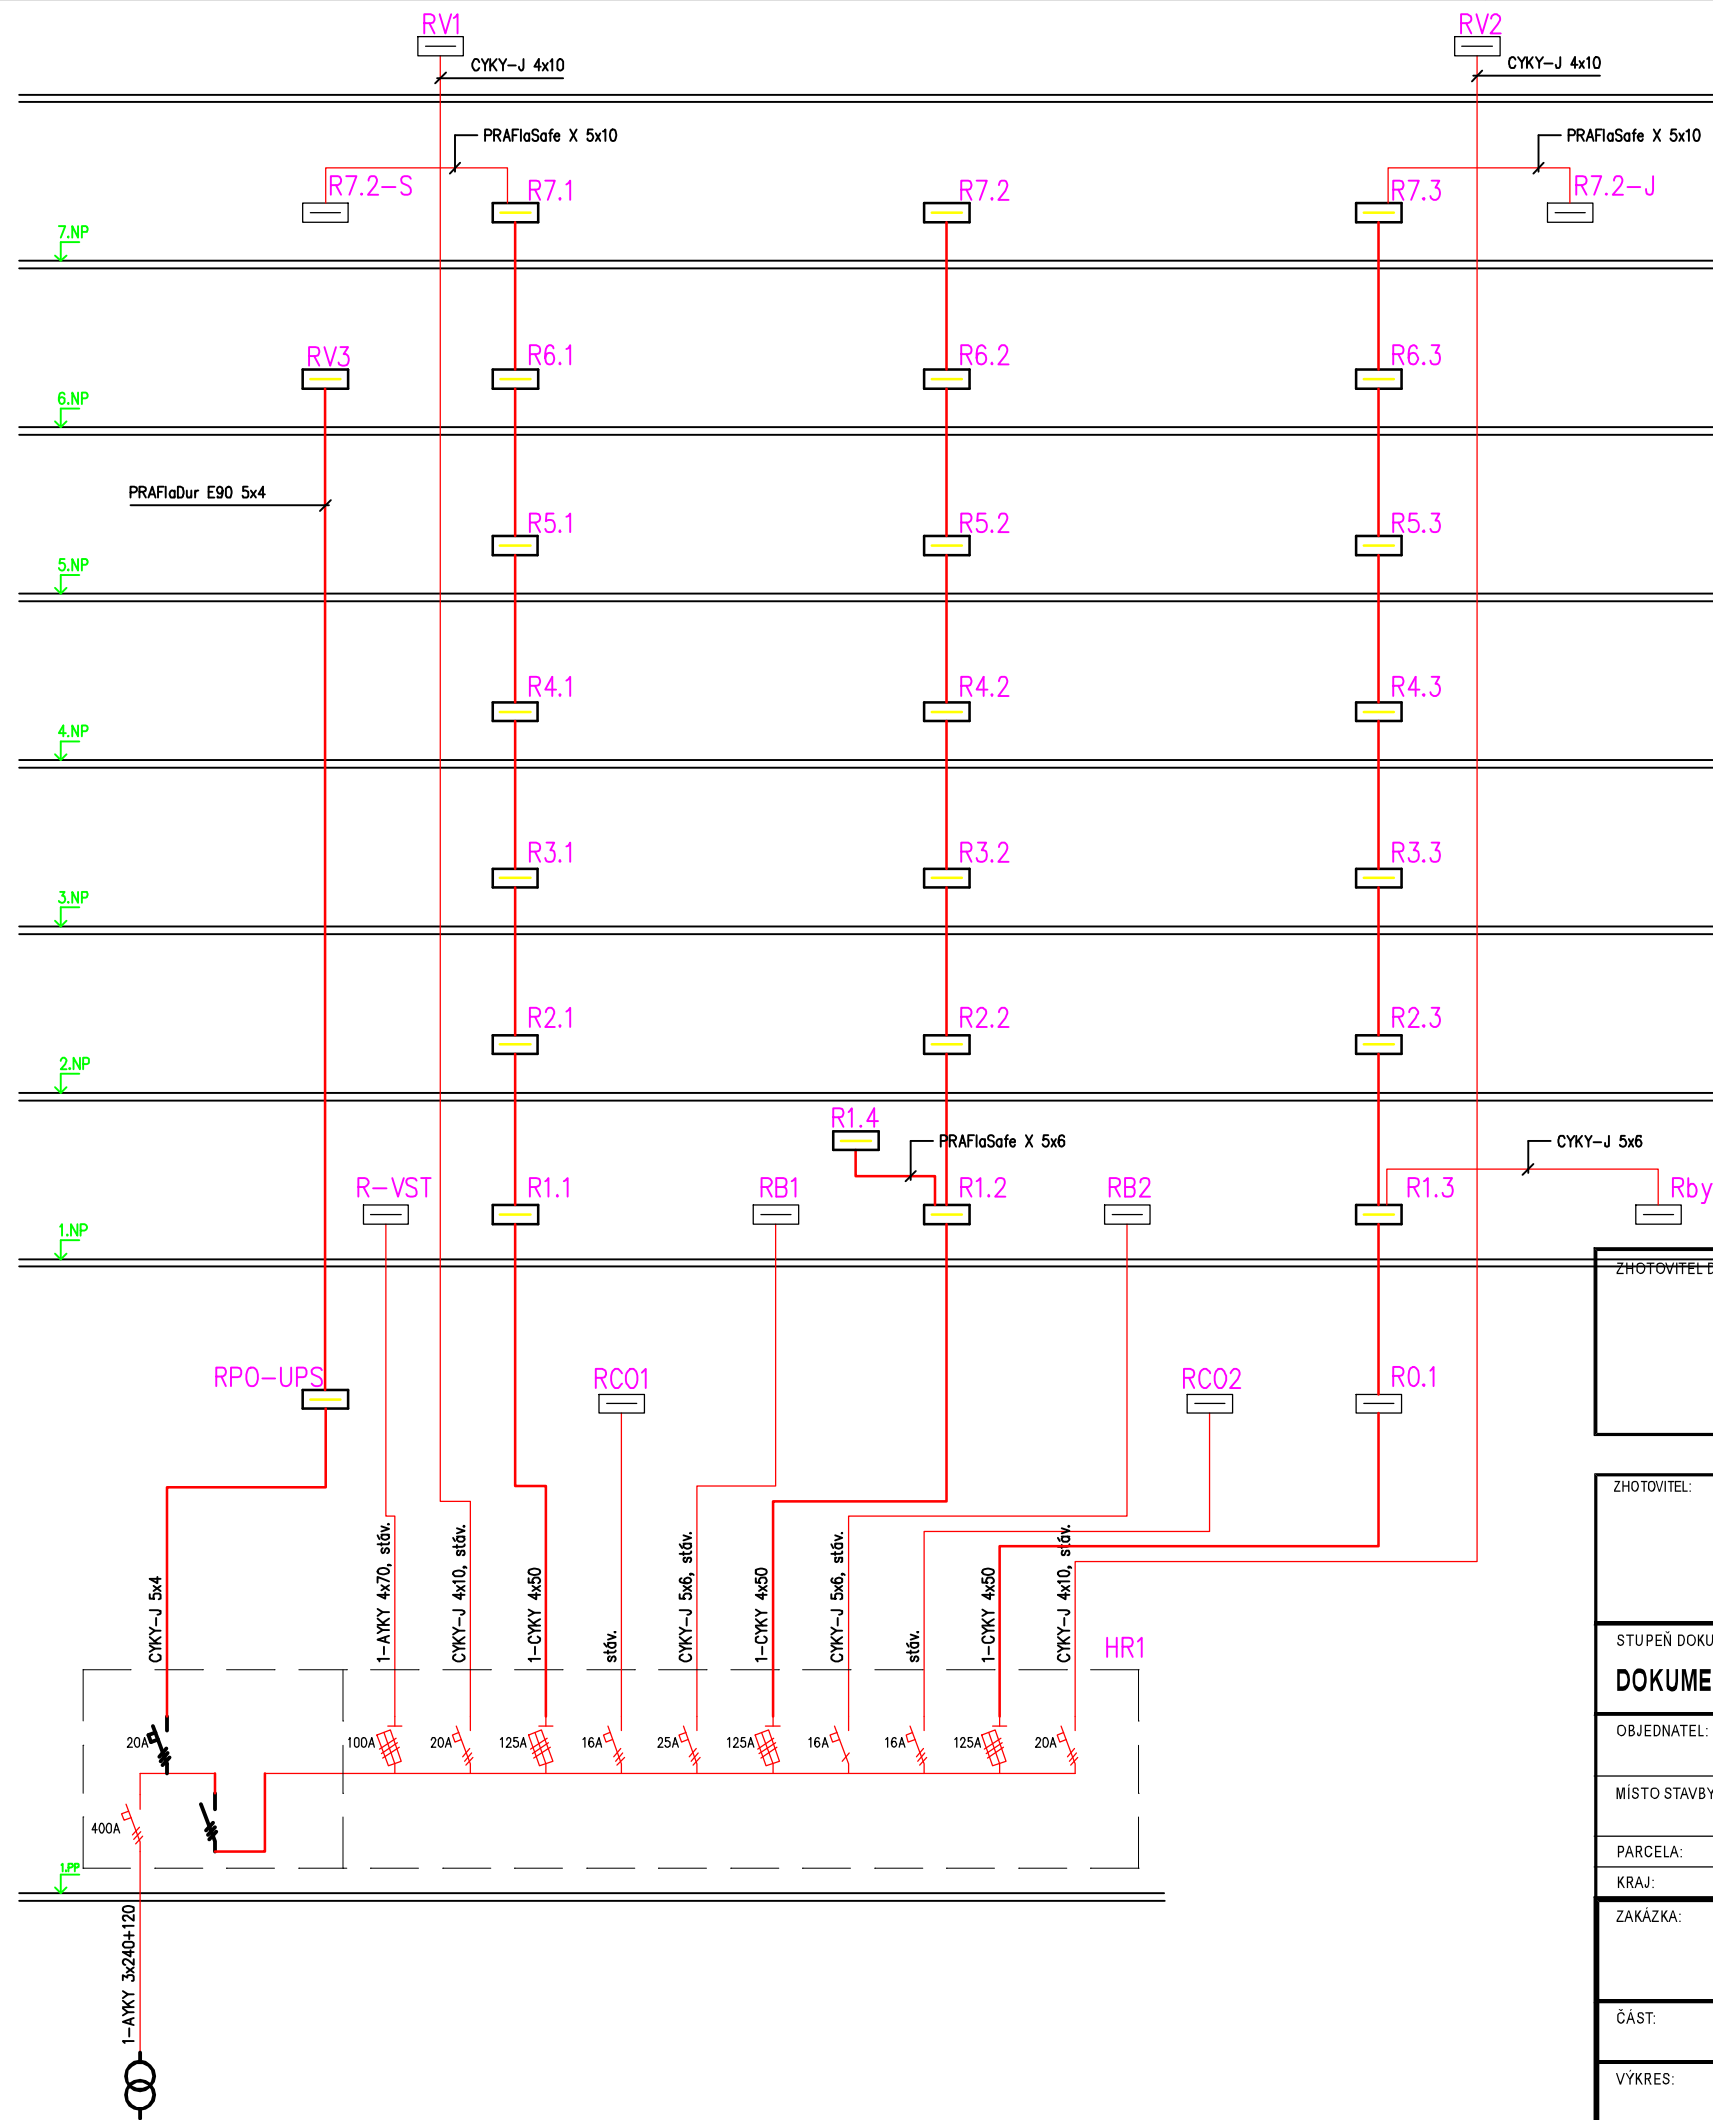 RV1
RV2
CYKY-J 4x10
CYKY-J 4x10
PRAFlaSafe X 5x10
PRAFlaSafe X 5x10
R7.2-S
R7.1
R7.2
R7.3
R7.2-J
7.NP
RV3
R6.1
R6.2
R6.3
6.NP
PRAFlaDur E90 5x4
R5.1
R5.2
R5.3
5.NP
R4.1
R4.2
R4.3
4.NP
R3.1
R3.2
R3.3
3.NP
R2.1
R2.2
R2.3
2.NP
R1.4
PRAFlaSafe X 5x6
CYKY-J 5x6
R-VST
R1.1
RB1
R1.2
RB2
R1.3
Rby
1.NP
ZHOTOVITEL D
RPO-UPS
RCO1
RCO2
R0.1
ZHOTOVITEL:
CYKY-J 5x4
1-AYKY 4x70, stáv.
CYKY-J 4x10, stáv.
1-CYKY 4x50
stáv.
CYKY-J 5x6, stáv.
1-CYKY 4x50
CYKY-J 5x6, stáv.
stáv.
1-CYKY 4x50
CYKY-J 4x10, stáv.
HR1
STUPEŇ DOKU
DOKUME
OBJEDNATEL:
20A
100A
20A
125A
16A
25A
125A
16A
16A
125A
20A
MÍSTO STAVBY
400A
PARCELA:
1.PP
KRAJ:
ZAKÁZKA:
1-AYKY 3x240+120
ČÁST:
VÝKRES: